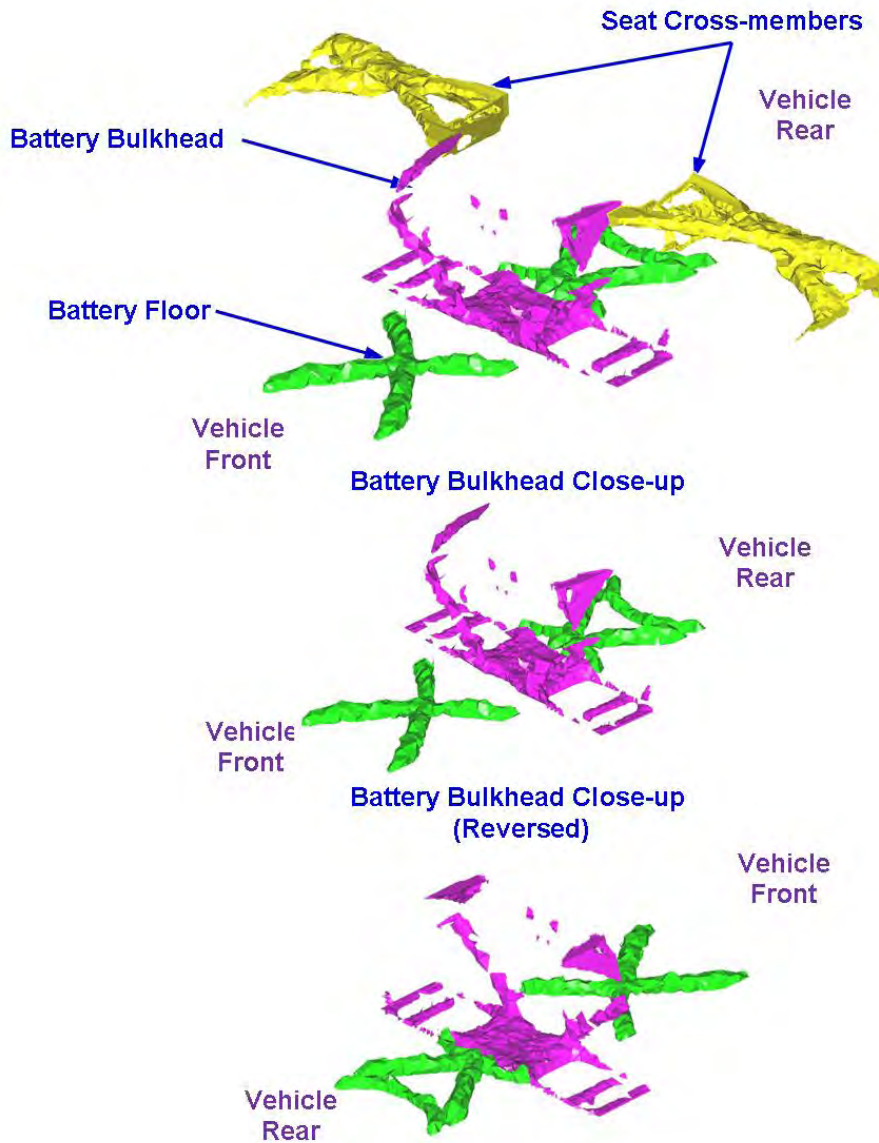 Seat Cross-members
Vehicle
Rear
Battery Bulkhead
Battery Floor
Vehicle
Front
Battery Bulkhead Close-up
Vehicle
Rear
Vehicle
Front
Battery Bulkhead Close-up
(Reversed)
Vehicle
Front
Vehicle
Rear